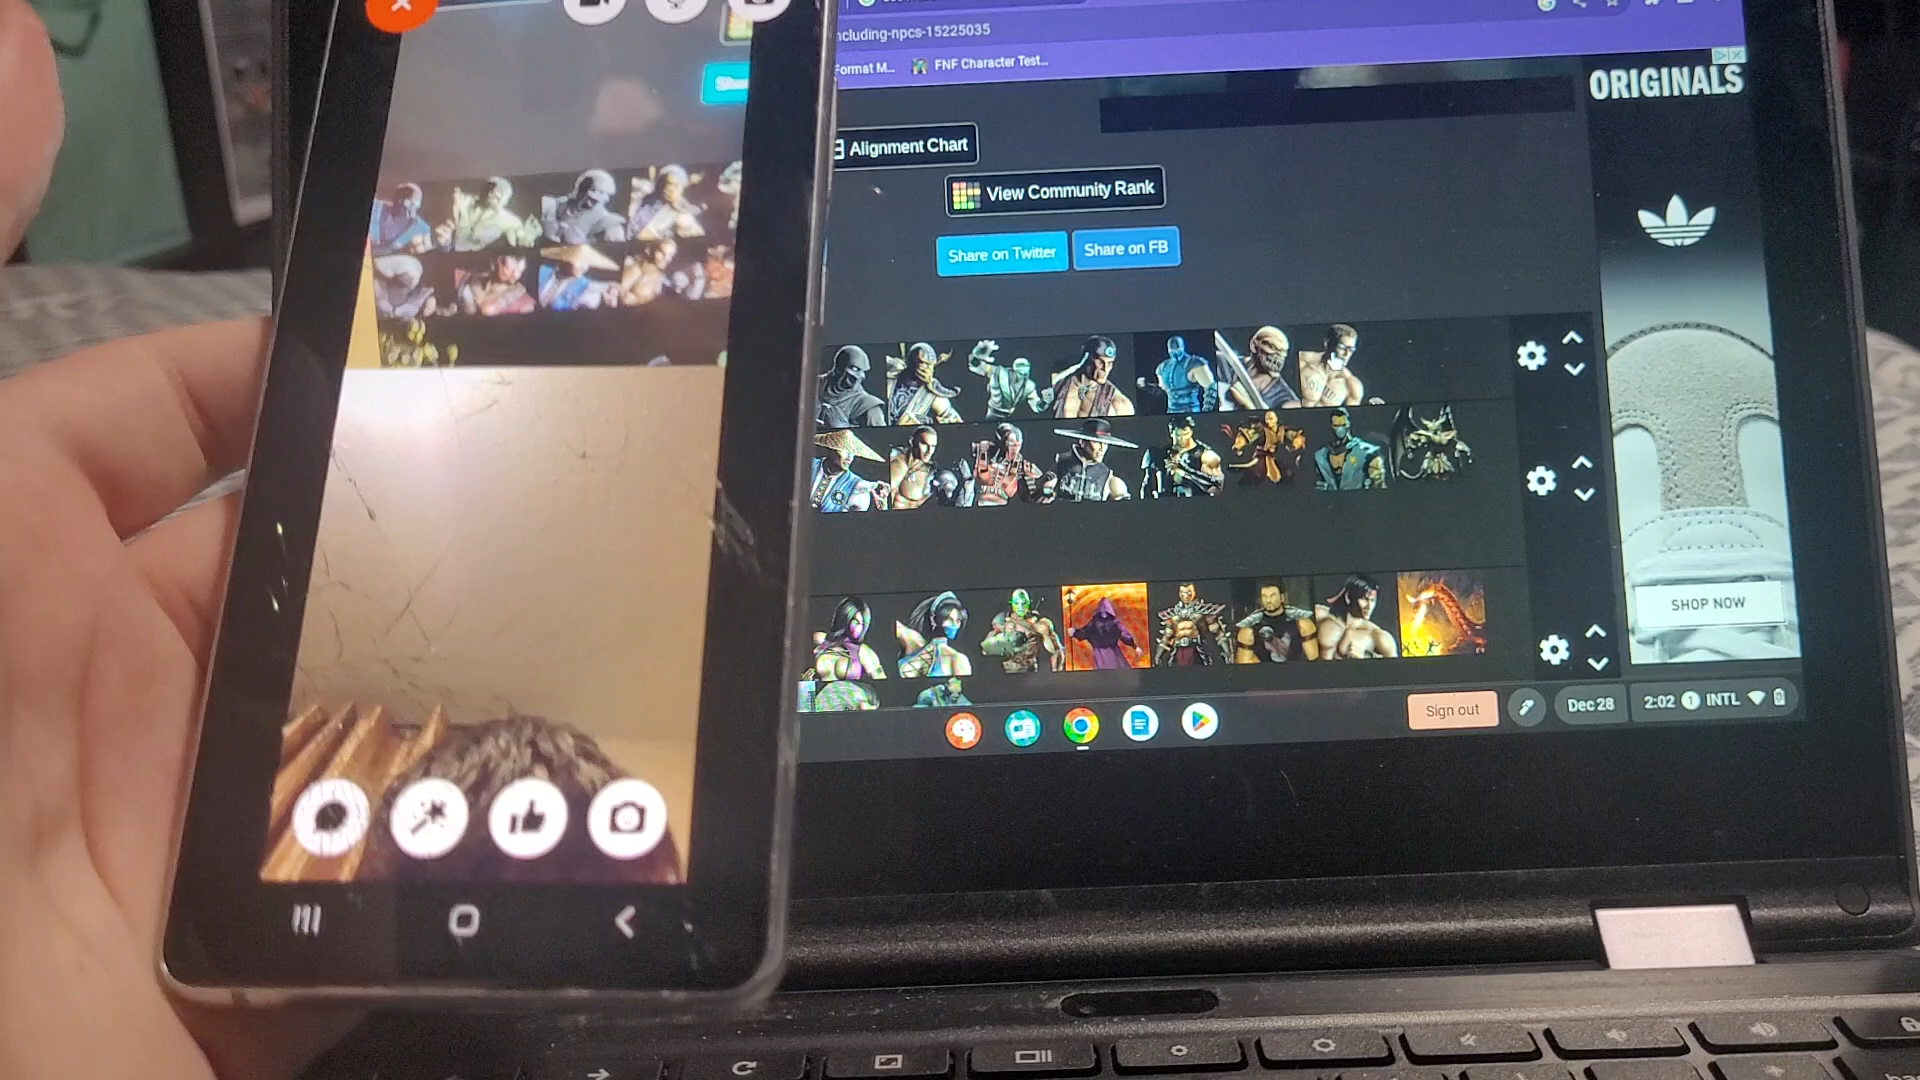 ncluding-npcs-15225035
Format M...
FNF Character Test...
ORIGINALS
Alignment Chart
View Community Rank
Share on Twitter
Share on FB
SHOP NOW
Sign out
Dec 28
2:02
INTL